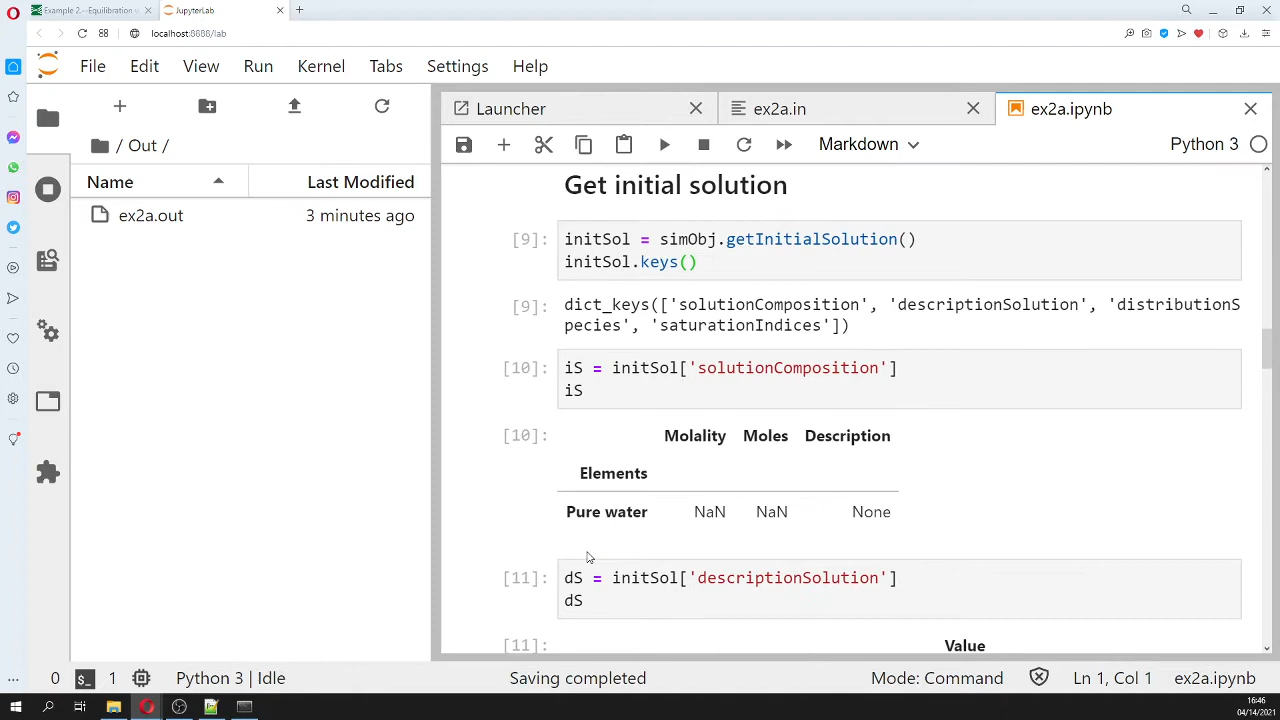 Example 2.--Equilibration
JupyterLab
localhost:8888/lab
File Edit View Run Kernel Tabs Settings Help
Launcher
ex2a.in
ex2a.ipynb
/ Out /
Markdown
Python 3
Name
Last Modified
ex2a.out
3 minutes ago
Get initial solution
[9]:
initSol = simObj.getInitialSolution()
initSol.keys()
[9]:
dict_keys(['solutionComposition', 'descriptionSolution', 'distributionS
pecies', 'saturationIndices'])
[10]:
iS = initSol['solutionComposition']
iS
[10]:
Molality Moles Description
Elements
Pure water NaN NaN None
[11]:
dS = initSol['descriptionSolution']
dS
[11]:
Value
0
$_
1
Python 3 | Idle
Saving completed
Mode: Command
Ln 1, Col 1
ex2a.ipynb
16:46
04/14/2021